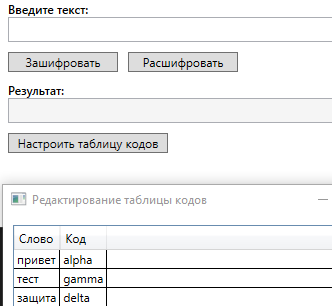 Введите текст:
Зашифровать Расшифровать
Результат:
Настроить таблицу кодов
Редактирование таблицы кодов
Слово Код
привет alpha
тест gamma
защита delta